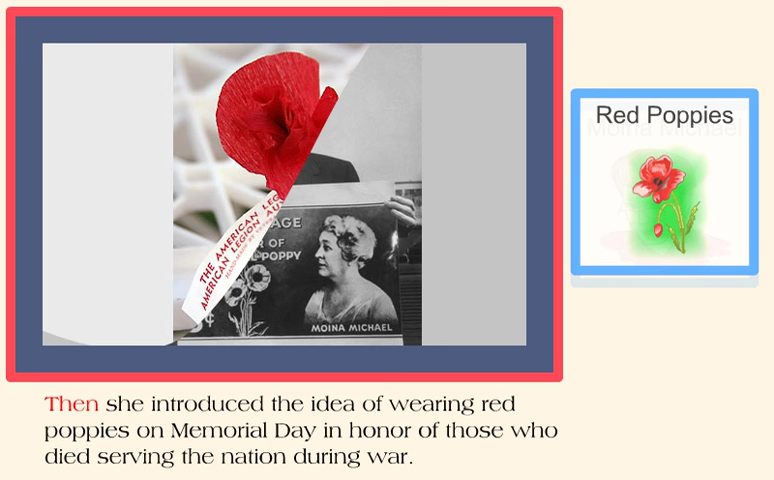 THE AMERICAN LEG
AMERICAN LEGION AU
AGE
R OF
POPPY
MOINA MICHAEL
Red Poppies
Moina Michael
Then she introduced the idea of wearing red
poppies on Memorial Day in honor of those who
died serving the nation during war.